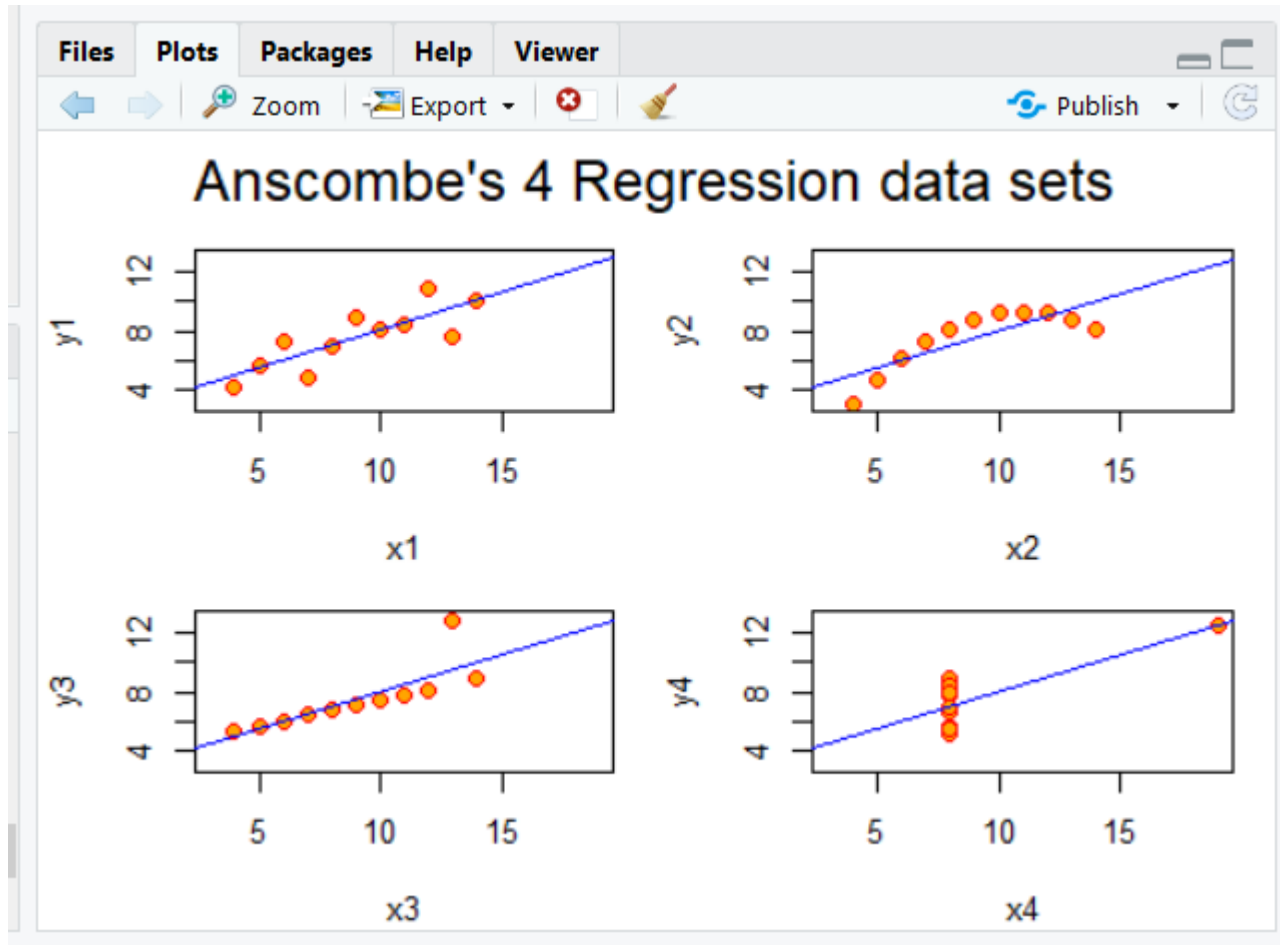 Files Plots Packages Help Viewer
Zoom Export Publish
Anscombe's 4 Regression data sets
y1
12
8
4
5 10 15
x1
y2
12
8
4
5 10 15
x2
y3
12
8
4
5 10 15
x3
y4
12
8
4
5 10 15
x4